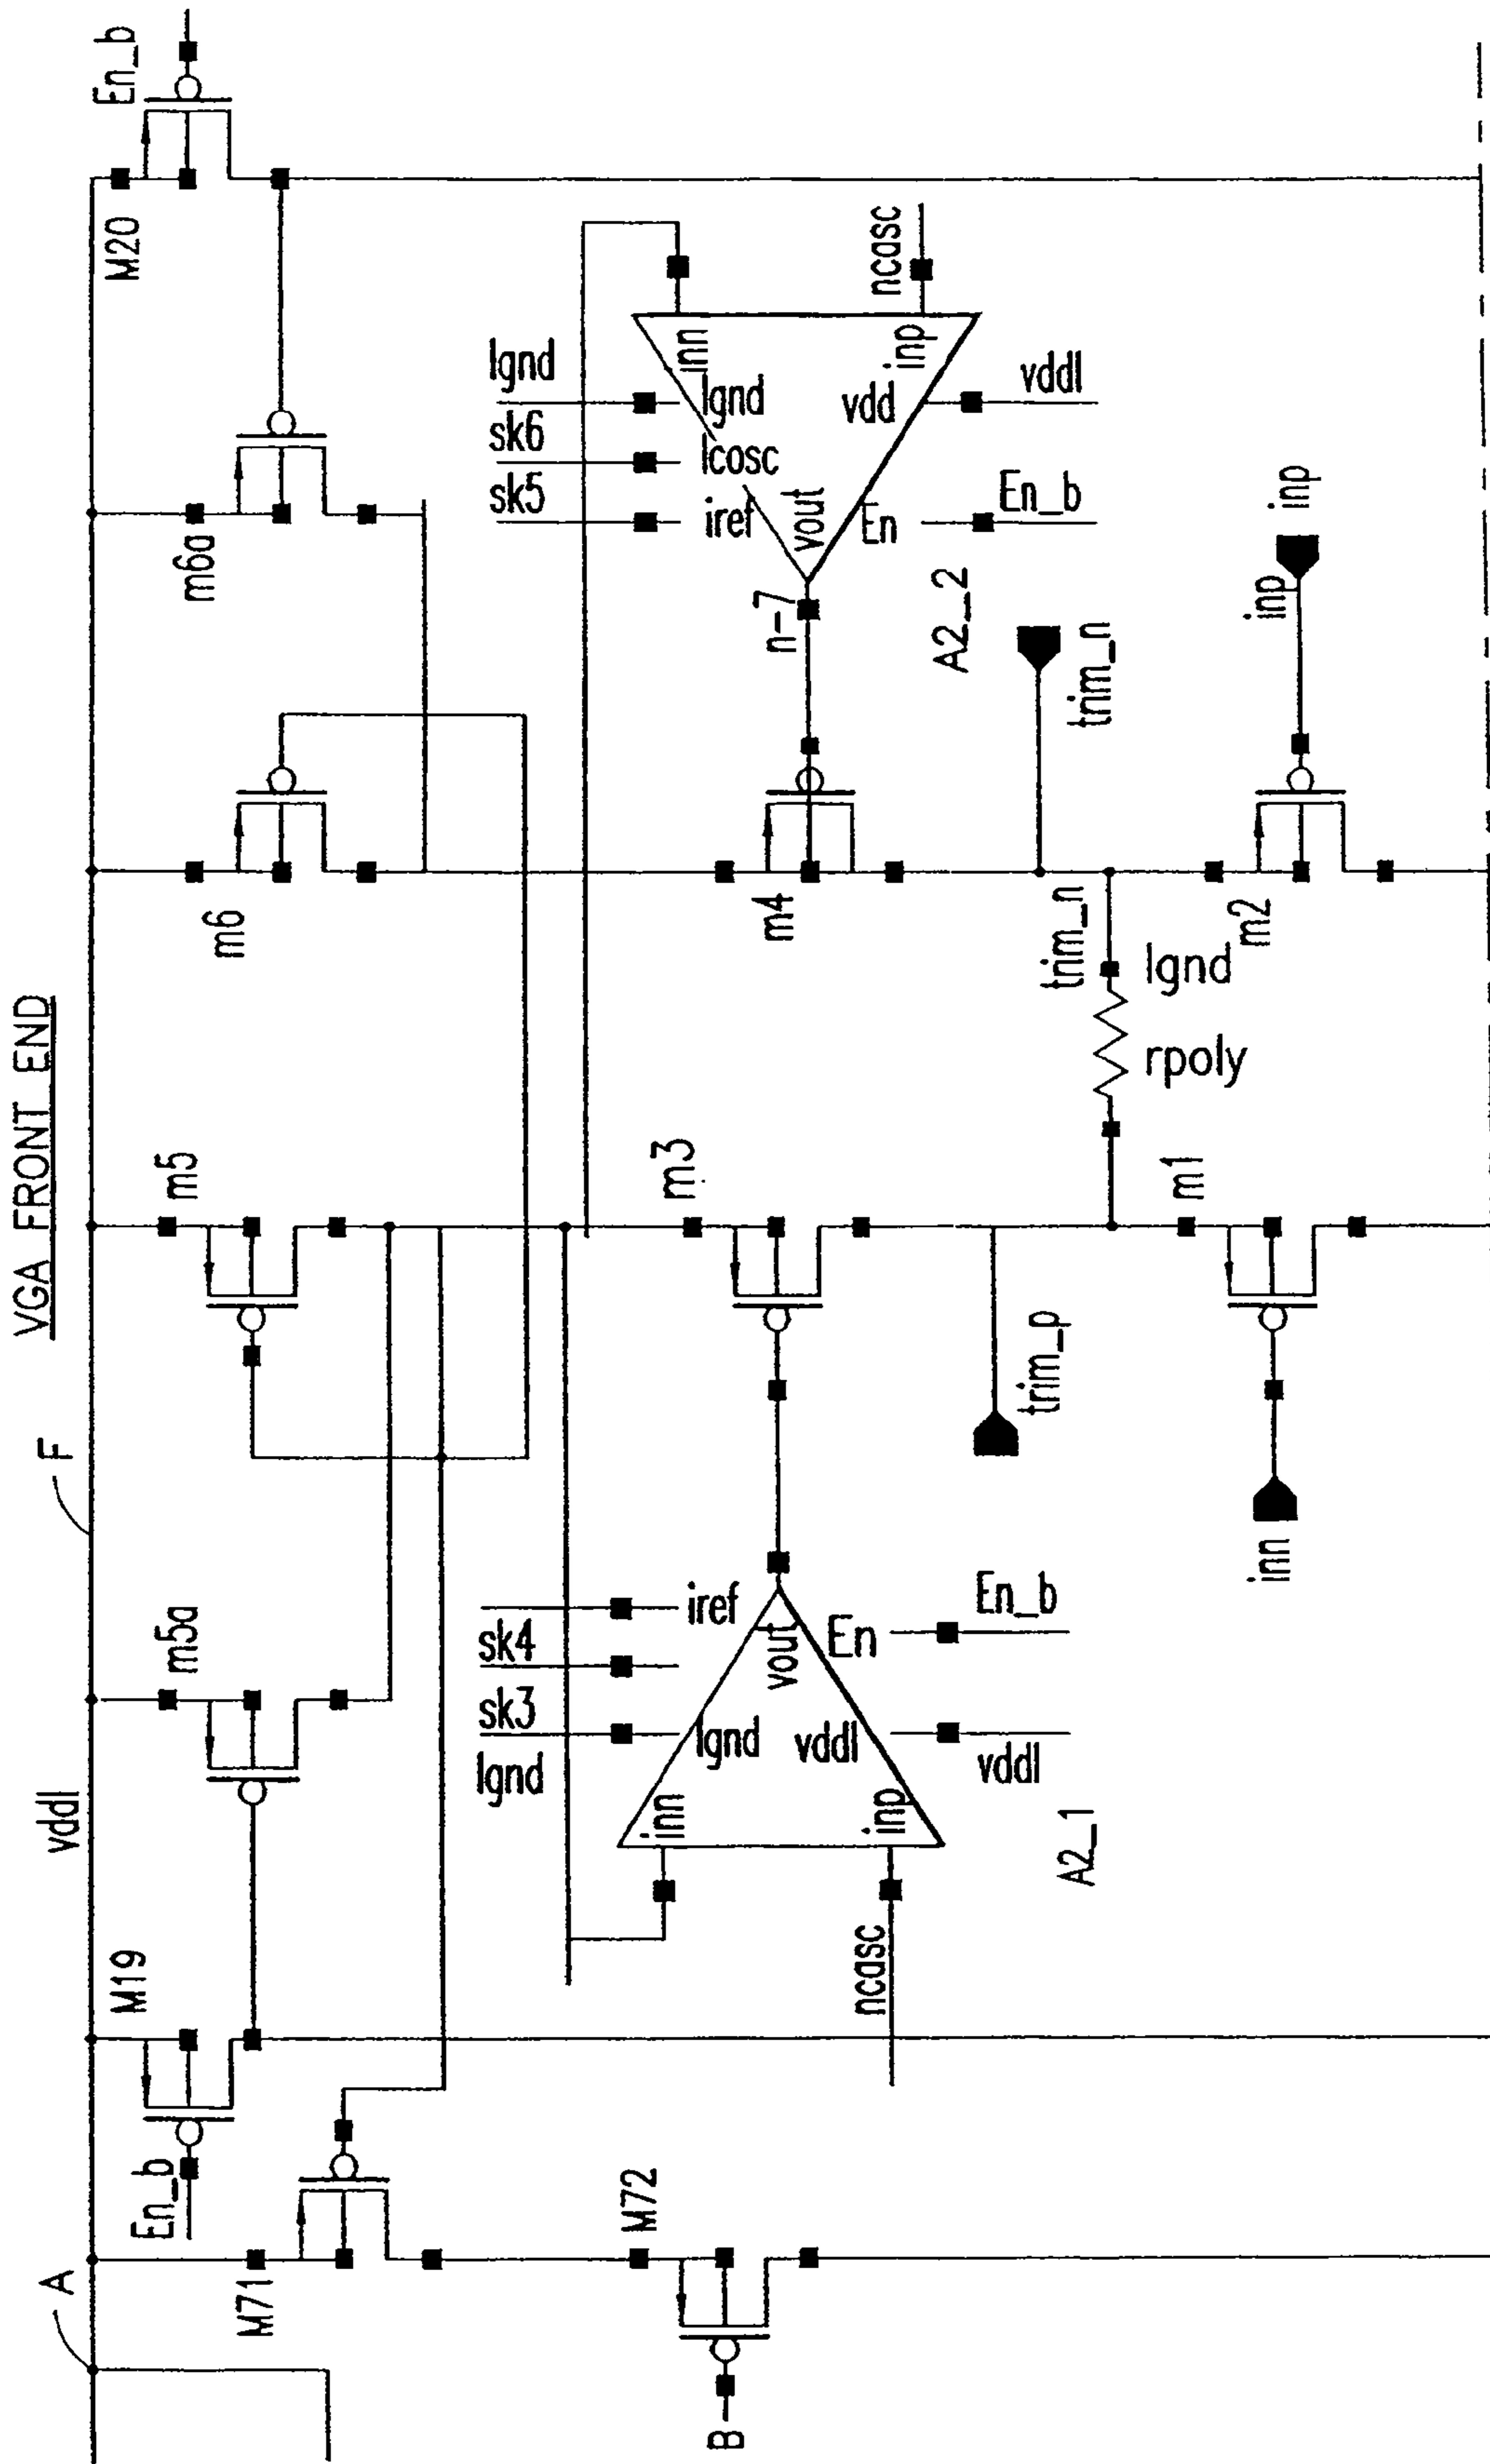 VGA FRONT END
A
vddl
F
En_b
M19
M20
En_b
M71
m5a
m5
m6
m6a
B
M72
lgnd
sk3
sk4
iref
lgnd
vddl
En
vout
inn
inp
En_b
vddl
ncasc
A2_1
m3
m4
n-7
lgnd
sk6
sk5
lgnd
lcosc
iref
vout
inn
inp
vdd
En
En_b
vddl
ncasc
A2_2
trim_p
trim_n
trim_n
rpoly
lgnd
inn
m1
m2
inp
inp